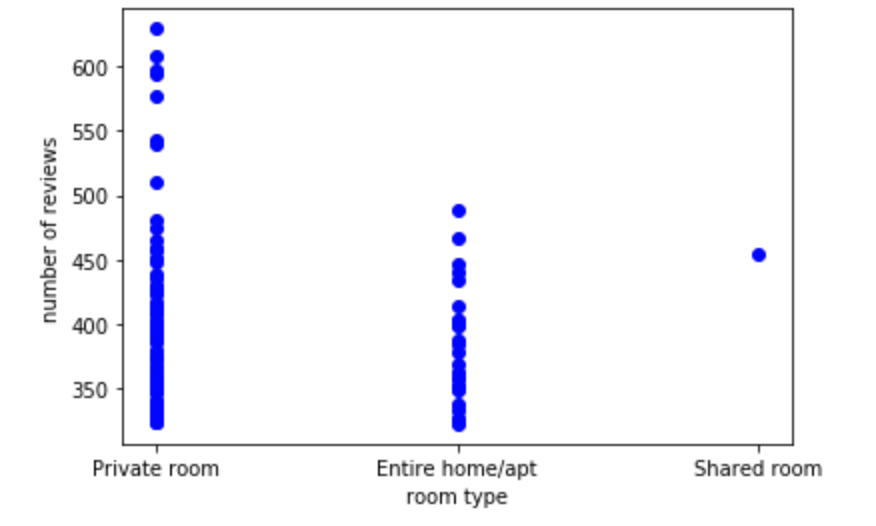 number of reviews
600
550
500
450
400
350
Private room
Entire home/apt
Shared room
room type